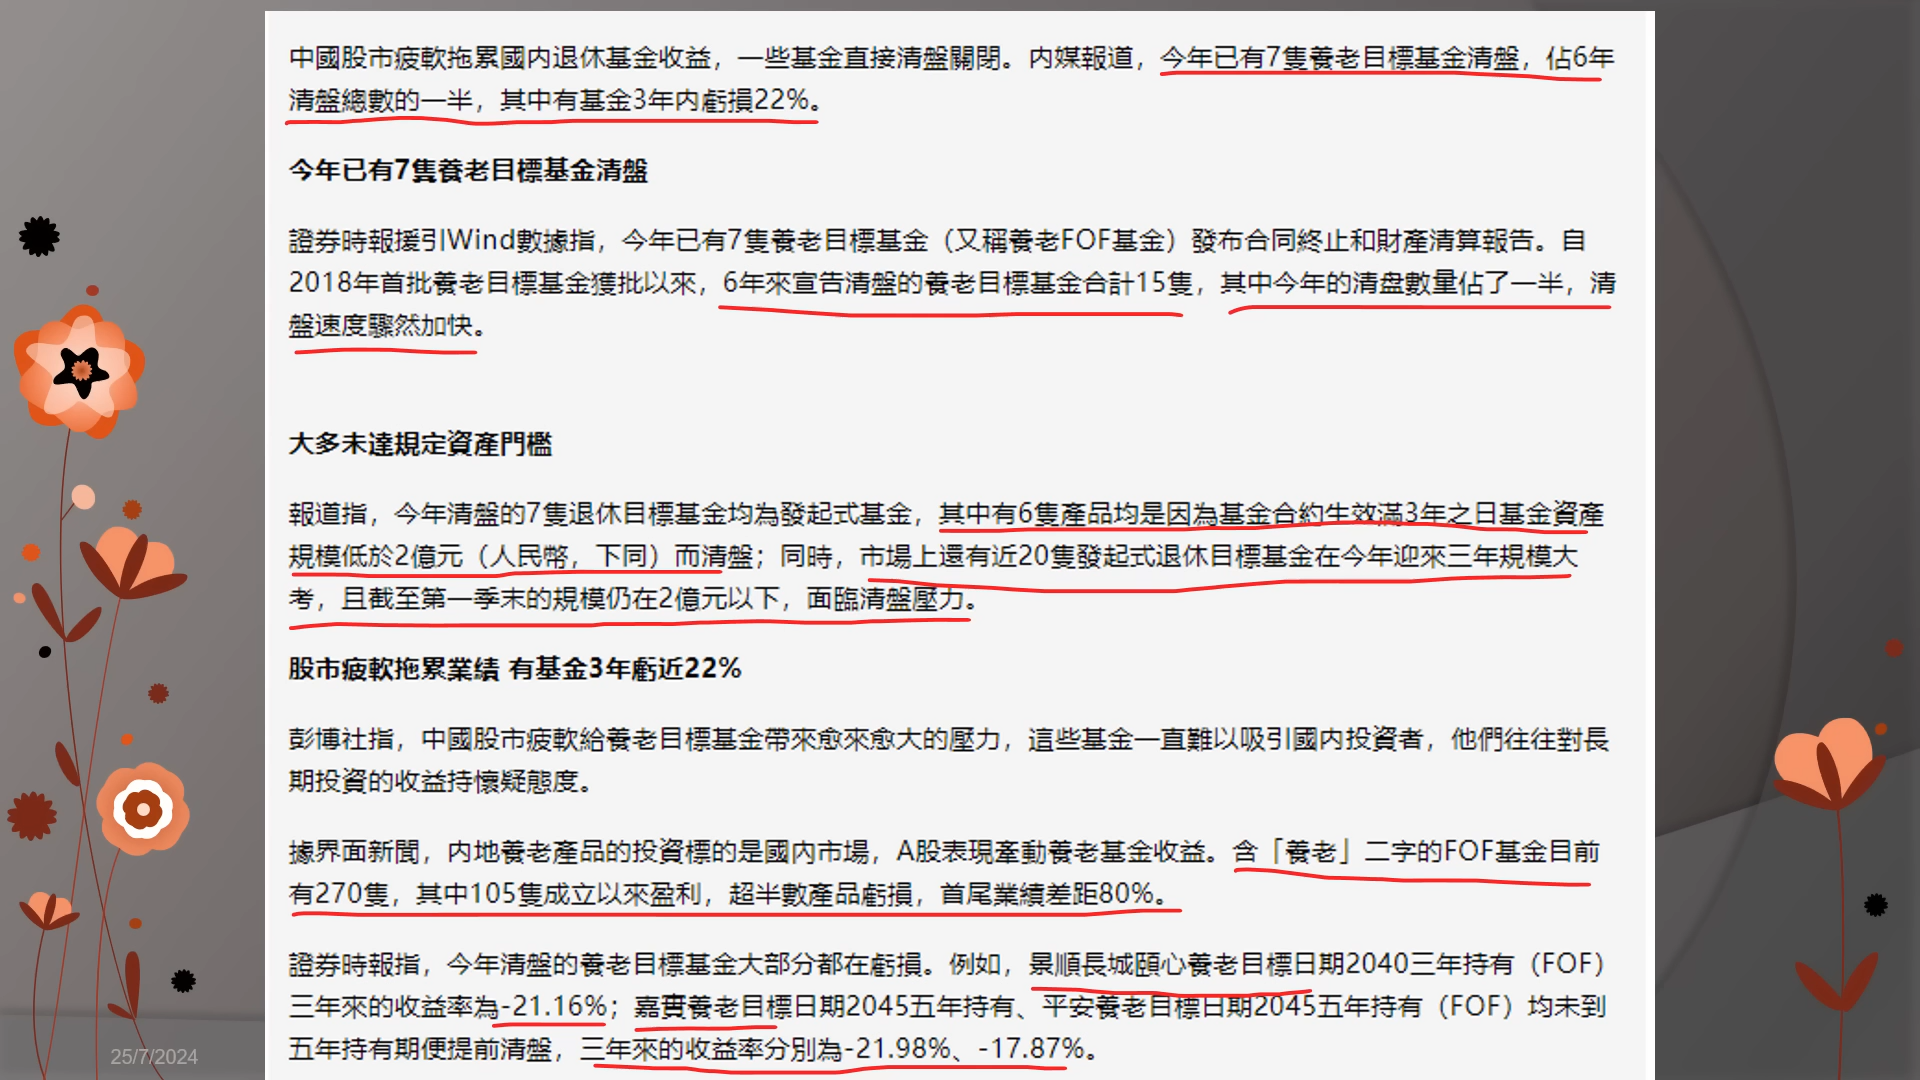 中國股市疲軟拖累國內退休基金收益，一些基金直接清盤關閉。內媒報道，今年已有7隻養老目標基金清盤，佔6年
清盤總數的一半，其中有基金3年內虧損22%。
今年已有7隻養老目標基金清盤
證券時報援引Wind數據指，今年已有7隻養老目標基金（又稱養老FOF基金）發布合同終止和財產清算報告。自
2018年首批養老目標基金獲批以來，6年來宣告清盤的養老目標基金合計15隻，其中今年的清盘數量佔了一半，清
盤速度驟然加快。
大多未達規定資產門檻
報道指，今年清盤的7隻退休目標基金均為發起式基金，其中有6隻產品均是因為基金合約生效滿3年之日基金資產
規模低於2億元（人民幣，下同）而清盤；同時，市場上還有近20隻發起式退休目標基金在今年迎來三年規模大
考，且截至第一季末的規模仍在2億元以下，面臨清盤壓力。
股市疲軟拖累業績 有基金3年虧近22%
彭博社指，中國股市疲軟給養老目標基金帶來愈來愈大的壓力，這些基金一直難以吸引國內投資者，他們往往對長
期投資的收益持懷疑態度。
據界面新聞，內地養老產品的投資標的是國內市場，A股表現牽動養老基金收益。含「養老」二字的FOF基金目前
有270隻，其中105隻成立以來盈利，超半數產品虧損，首尾業績差距80%。
證券時報指，今年清盤的養老目標基金大部分都在虧損。例如，景順長城頤心養老目標日期2040三年持有（FOF）
三年來的收益率為-21.16%；嘉實養老目標日期2045五年持有、平安養老目標日期2045五年持有（FOF）均未到
五年持有期便提前清盤，三年來的收益率分別為-21.98%、-17.87%。
25/7/2024